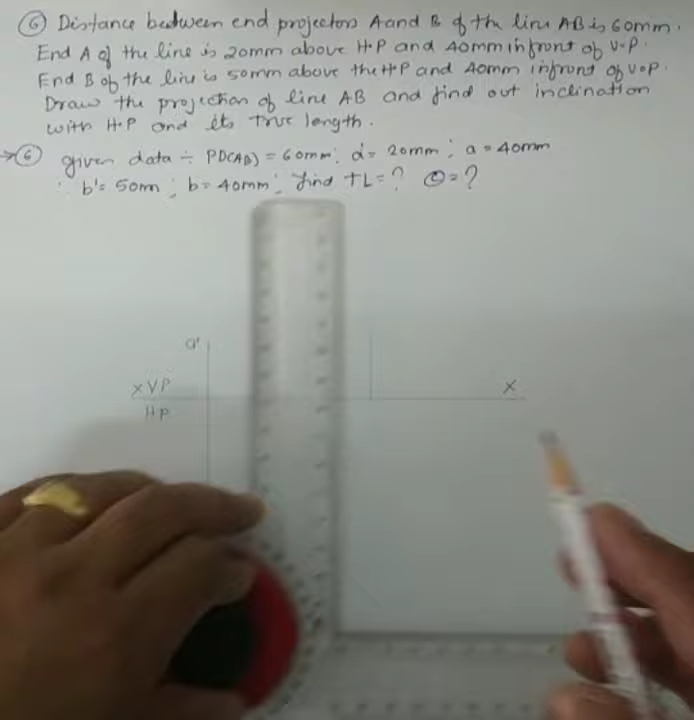 ⑥ Distance between end projectors A and B of the line AB is 60mm.
End A of the line is 20mm above H.P and 40mm infront of V.P.
End B of the line is 50mm above the H.P and 40mm infront of V.P.
Draw the projection of line AB and find out inclination
with H.P and its true length.
→⑥ given data ÷ PD(AB) = 60mm; a' = 20mm; a = 40mm
b' = 50mm; b = 40mm; find TL = ? θ = ?
a'
x VP X
HP